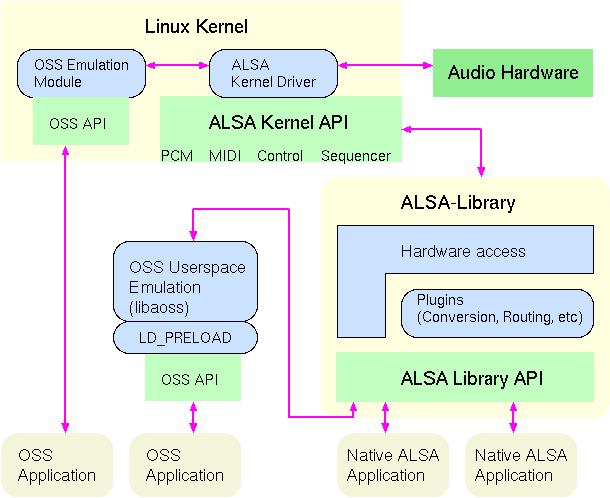 Linux Kernel
OSS Emulation
Module
ALSA
Kernel Driver
Audio Hardware
OSS API
ALSA Kernel API
PCM MIDI Control Sequencer
ALSA-Library
Hardware access
OSS Userspace
Emulation
(libaoss)
Plugins
(Conversion, Routing, etc)
LD_PRELOAD
OSS API
ALSA Library API
OSS
Application
OSS
Application
Native ALSA
Application
Native ALSA
Application